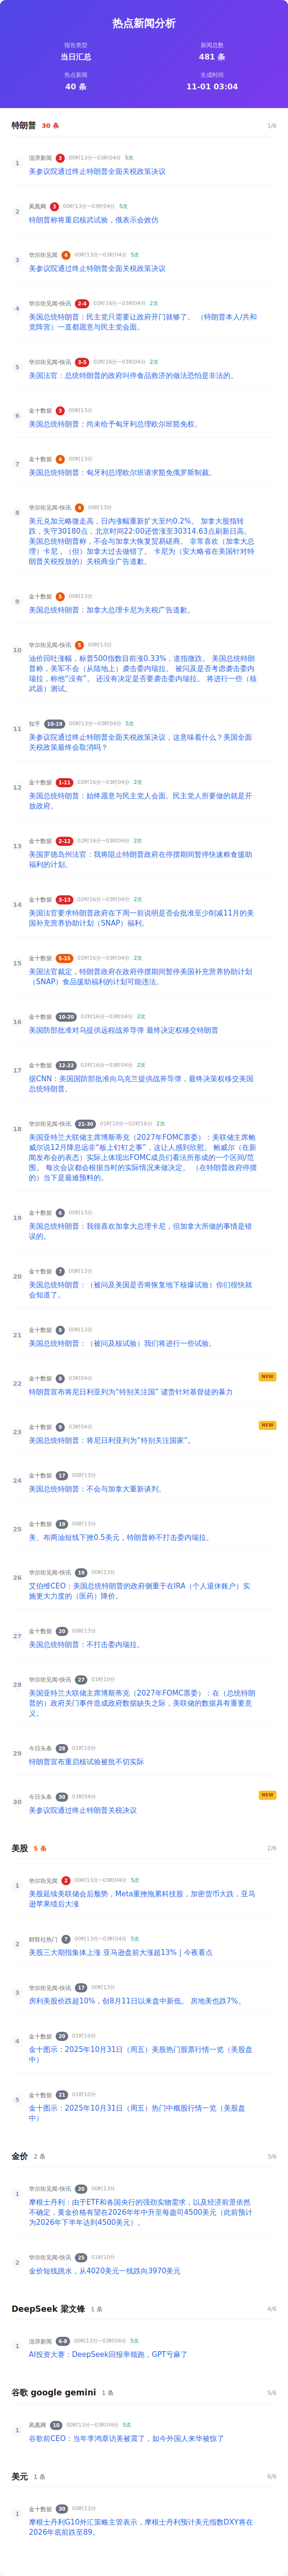 热点新闻分析
报告类型
新闻总数
当日汇总
481 条
热点新闻
生成时间
40 条
11-01 03:04
特朗普 30 条
1/6
1
澎湃新闻 3 00时13分~03时04分 5次
美参议院通过终止特朗普全面关税政策决议
2
凤凰网 3 00时13分~03时04分 5次
特朗普称将重启核武试验，俄表示会效仿
3
华尔街见闻 4 00时13分~03时04分 5次
美参议院通过终止特朗普全面关税政策决议
4
华尔街见闻-快讯 2-4 02时16分~03时04分 2次
美国总统特朗普：民主党只需要让政府开门就够了。 （特朗普本人/共和
党阵营）一直都愿意与民主党会面。
5
华尔街见闻-快讯 3-5 02时16分~03时04分 2次
美国法官：总统特朗普的政府叫停食品救济的做法恐怕是非法的。
6
金十数据 3 00时13分
美国总统特朗普：尚未给予匈牙利总理欧尔班豁免权。
7
金十数据 4 00时13分
美国总统特朗普：匈牙利总理欧尔班请求豁免俄罗斯制裁。
8
华尔街见闻-快讯 4 00时13分
美元兑加元略微走高，日内涨幅重新扩大至约0.2%。 加拿大股指转
跌，失守30180点，北京时间22:00还曾涨至30314.63点刷新日高。
美国总统特朗普称，不会与加拿大恢复贸易磋商。 非常喜欢（加拿大总
理）卡尼，（但）加拿大过去做错了。 卡尼为（安大略省在美国针对特
朗普关税投放的）关税商业广告道歉。
9
金十数据 5 00时13分
美国总统特朗普：加拿大总理卡尼为关税广告道歉。
10
华尔街见闻-快讯 5 00时13分
油价回吐涨幅，标普500指数目前涨0.33%，道指微跌。 美国总统特朗
普称，美军不会（从陆地上）袭击委内瑞拉。 被问及是否考虑袭击委内
瑞拉，称他“没有”。 还没有决定是否要袭击委内瑞拉。 将进行一些（核
武器）测试。
11
知乎 10-19 00时13分~03时04分 5次
美参议院通过终止特朗普全面关税政策决议，这意味着什么？美国全面
关税政策最终会取消吗？
12
金十数据 1-11 02时16分~03时04分 2次
美国总统特朗普：始终愿意与民主党人会面。民主党人所要做的就是开
放政府。
13
金十数据 2-12 02时16分~03时04分 2次
美国罗德岛州法官：我将阻止特朗普政府在停摆期间暂停快速粮食援助
福利的计划。
14
金十数据 3-13 02时16分~03时04分 2次
美国法官要求特朗普政府在下周一前说明是否会批准至少削减11月的美
国补充营养协助计划（SNAP）福利。
15
金十数据 5-15 02时16分~03时04分 2次
美国法官裁定，特朗普政府在政府停摆期间暂停美国补充营养协助计划
（SNAP）食品援助福利的计划可能违法。
16
金十数据 10-20 02时16分~03时04分 2次
美国防部批准对乌提供远程战斧导弹 最终决定权移交特朗普
17
金十数据 12-22 02时16分~03时04分 2次
据CNN：美国国防部批准向乌克兰提供战斧导弹，最终决策权移交美国
总统特朗普。
18
华尔街见闻-快讯 21-30 01时10分~02时16分 2次
美国亚特兰大联储主席博斯蒂克（2027年FOMC票委）：美联储主席鲍
威尔说12月降息远非“板上钉钉之事”，这让人感到欣慰。 鲍威尔（在新
闻发布会的表态）实际上体现出FOMC成员们看法所形成的一个区间/范
围。 每次会议都会根据当时的实际情况来做决定。 （在特朗普政府停摆
的）当下是最难预料的。
19
金十数据 6 00时13分
美国总统特朗普：我很喜欢加拿大总理卡尼，但加拿大所做的事情是错
误的。
20
金十数据 7 00时13分
美国总统特朗普：（被问及美国是否将恢复地下核爆试验）你们很快就
会知道了。
21
金十数据 8 00时13分
美国总统特朗普：（被问及核试验）我们将进行一些试验。
22
金十数据 8 03时04分
NEW
特朗普宣布将尼日利亚列为“特别关注国” 谴责针对基督徒的暴力
23
金十数据 9 03时04分
NEW
美国总统特朗普：将尼日利亚列为“特别关注国家”。
24
金十数据 17 00时13分
美国总统特朗普：不会与加拿大重新谈判。
25
金十数据 19 00时13分
美、布两油短线下挫0.5美元，特朗普称不打委内瑞拉。
26
华尔街见闻-快讯 19 00时13分
艾伯维CEO：美国总统特朗普的政府侧重于在IRA（个人退休账户）实
施更大力度的（医药）降价。
27
金十数据 20 00时13分
美国总统特朗普：不打击委内瑞拉。
28
华尔街见闻-快讯 27 01时10分
美国亚特兰大联储主席博斯蒂克（2027年FOMC票委）：在（总统特朗
普的）政府关门事件造成政府数据缺失之际，美联储的数据具有重要意
义。
29
今日头条 28 01时10分
特朗普宣布重启核试验被批不切实际
30
今日头条 30 03时04分
NEW
美参议院通过终止特朗普关税决议
美股 5 条
2/6
1
华尔街见闻 2 00时13分~03时04分 5次
美股延续美联储会后颓势，Meta重挫拖累科技股，加密货币大跌，亚马
逊苹果绩后大涨
2
财联社热门 7 00时13分~03时04分 5次
美股三大期指集体上涨 亚马逊盘前大涨超13% | 今夜看点
3
华尔街见闻-快讯 17 00时13分
房利美股价跌超10%，创8月11日以来盘中新低。 房地美也跌7%。
4
金十数据 20 01时10分
金十图示：2025年10月31日（周五）美股热门股票行情一览（美股盘
中）
5
金十数据 21 01时10分
金十图示：2025年10月31日（周五）热门中概股行情一览（美股盘
中）
金价 2 条
3/6
1
华尔街见闻-快讯 20 00时13分
摩根士丹利：由于ETF和各国央行的强劲实物需求，以及经济前景依然
不确定，黄金价格有望在2026年年中升至每盎司4500美元（此前预计
为2026年下半年达到4500美元）。
2
华尔街见闻-快讯 25 01时10分
金价短线跳水，从4020美元一线跌向3970美元
DeepSeek 梁文锋 1 条
4/6
1
澎湃新闻 6-8 00时13分~03时04分 5次
AI投资大赛：DeepSeek回报率领跑，GPT亏麻了
谷歌 google gemini 1 条
5/6
1
凤凰网 10 00时13分~03时04分 5次
谷歌前CEO：当年李鸿章访美被震了，如今外国人来华被惊了
美元 1 条
6/6
1
金十数据 30 00时13分
摩根士丹利G10外汇策略主管表示，摩根士丹利预计美元指数DXY将在
2026年底前跌至89。